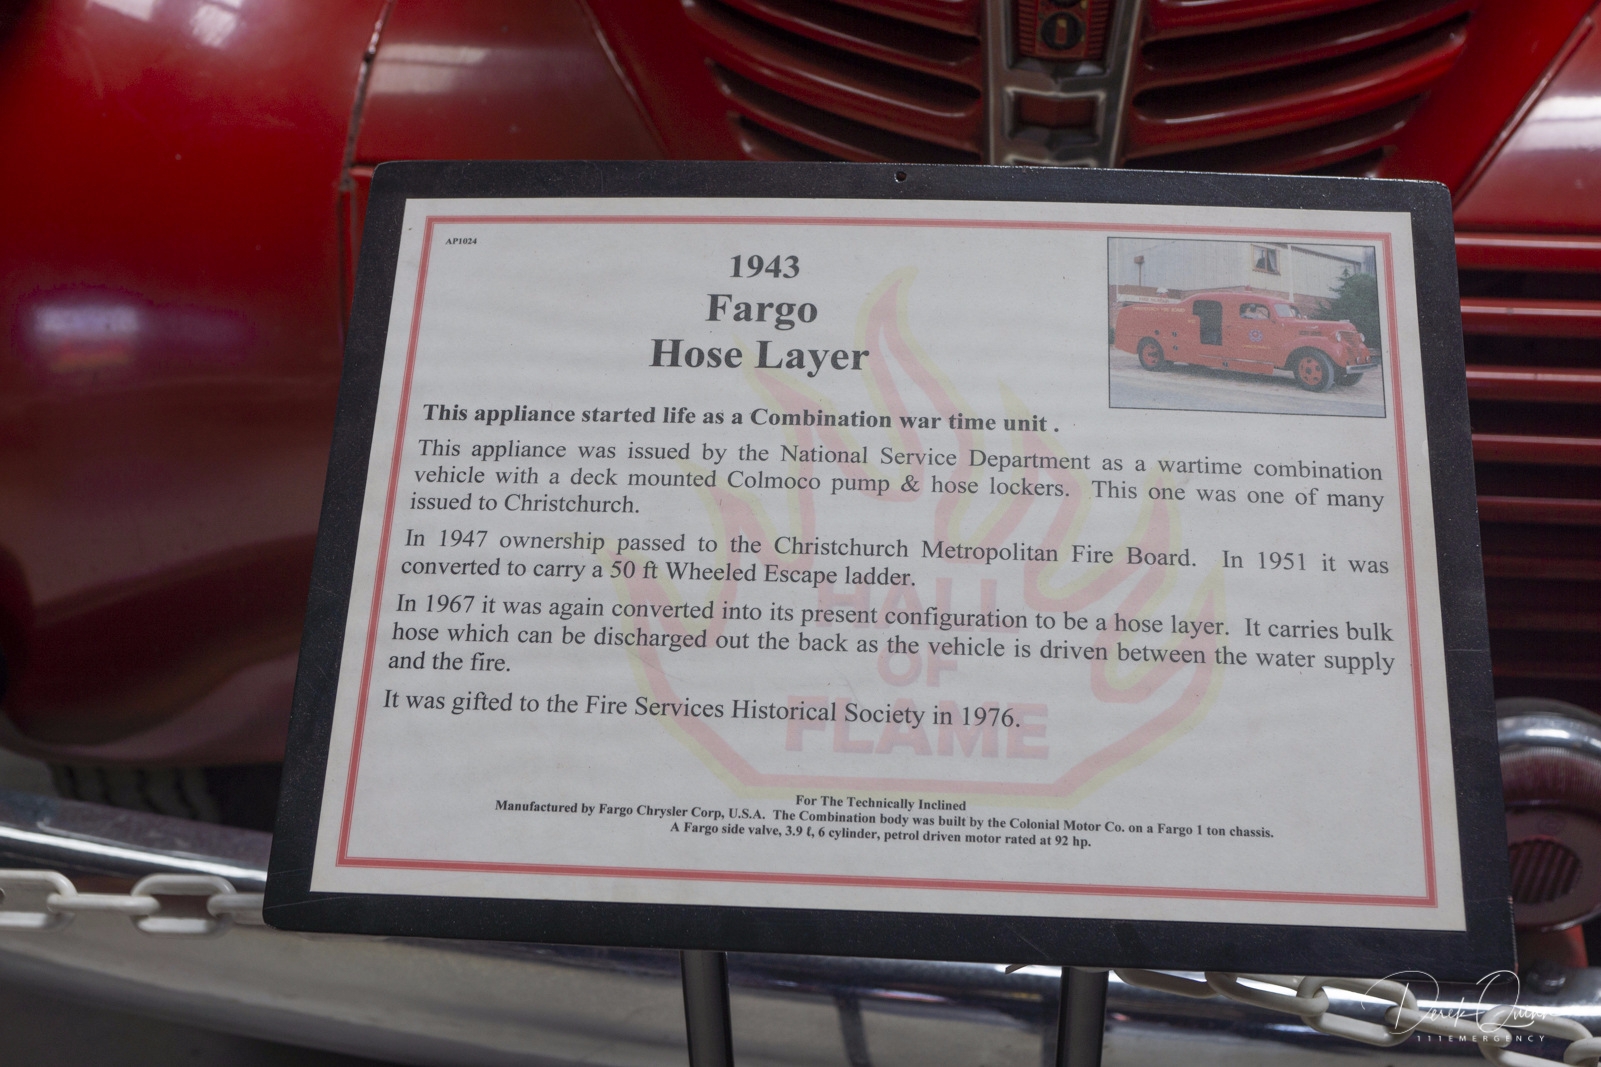 AP1024
1943
Fargo
Hose Layer
This appliance started life as a Combination war time unit .
This appliance was issued by the National Service Department as a wartime combination
vehicle with a deck mounted Colmoco pump & hose lockers. This one was one of many
issued to Christchurch.
In 1947 ownership passed to the Christchurch Metropolitan Fire Board. In 1951 it was
converted to carry a 50 ft Wheeled Escape ladder.
In 1967 it was again converted into its present configuration to be a hose layer. It carries bulk
hose which can be discharged out the back as the vehicle is driven between the water supply
and the fire.
It was gifted to the Fire Services Historical Society in 1976.
HALL
OF
FLAME
For The Technically Inclined
Manufactured by Fargo Chrysler Corp, U.S.A. The Combination body was built by the Colonial Motor Co. on a Fargo 1 ton chassis.
A Fargo side valve, 3.9 ℓ, 6 cylinder, petrol driven motor rated at 92 hp.
Derek Quinn
111EMERGENCY